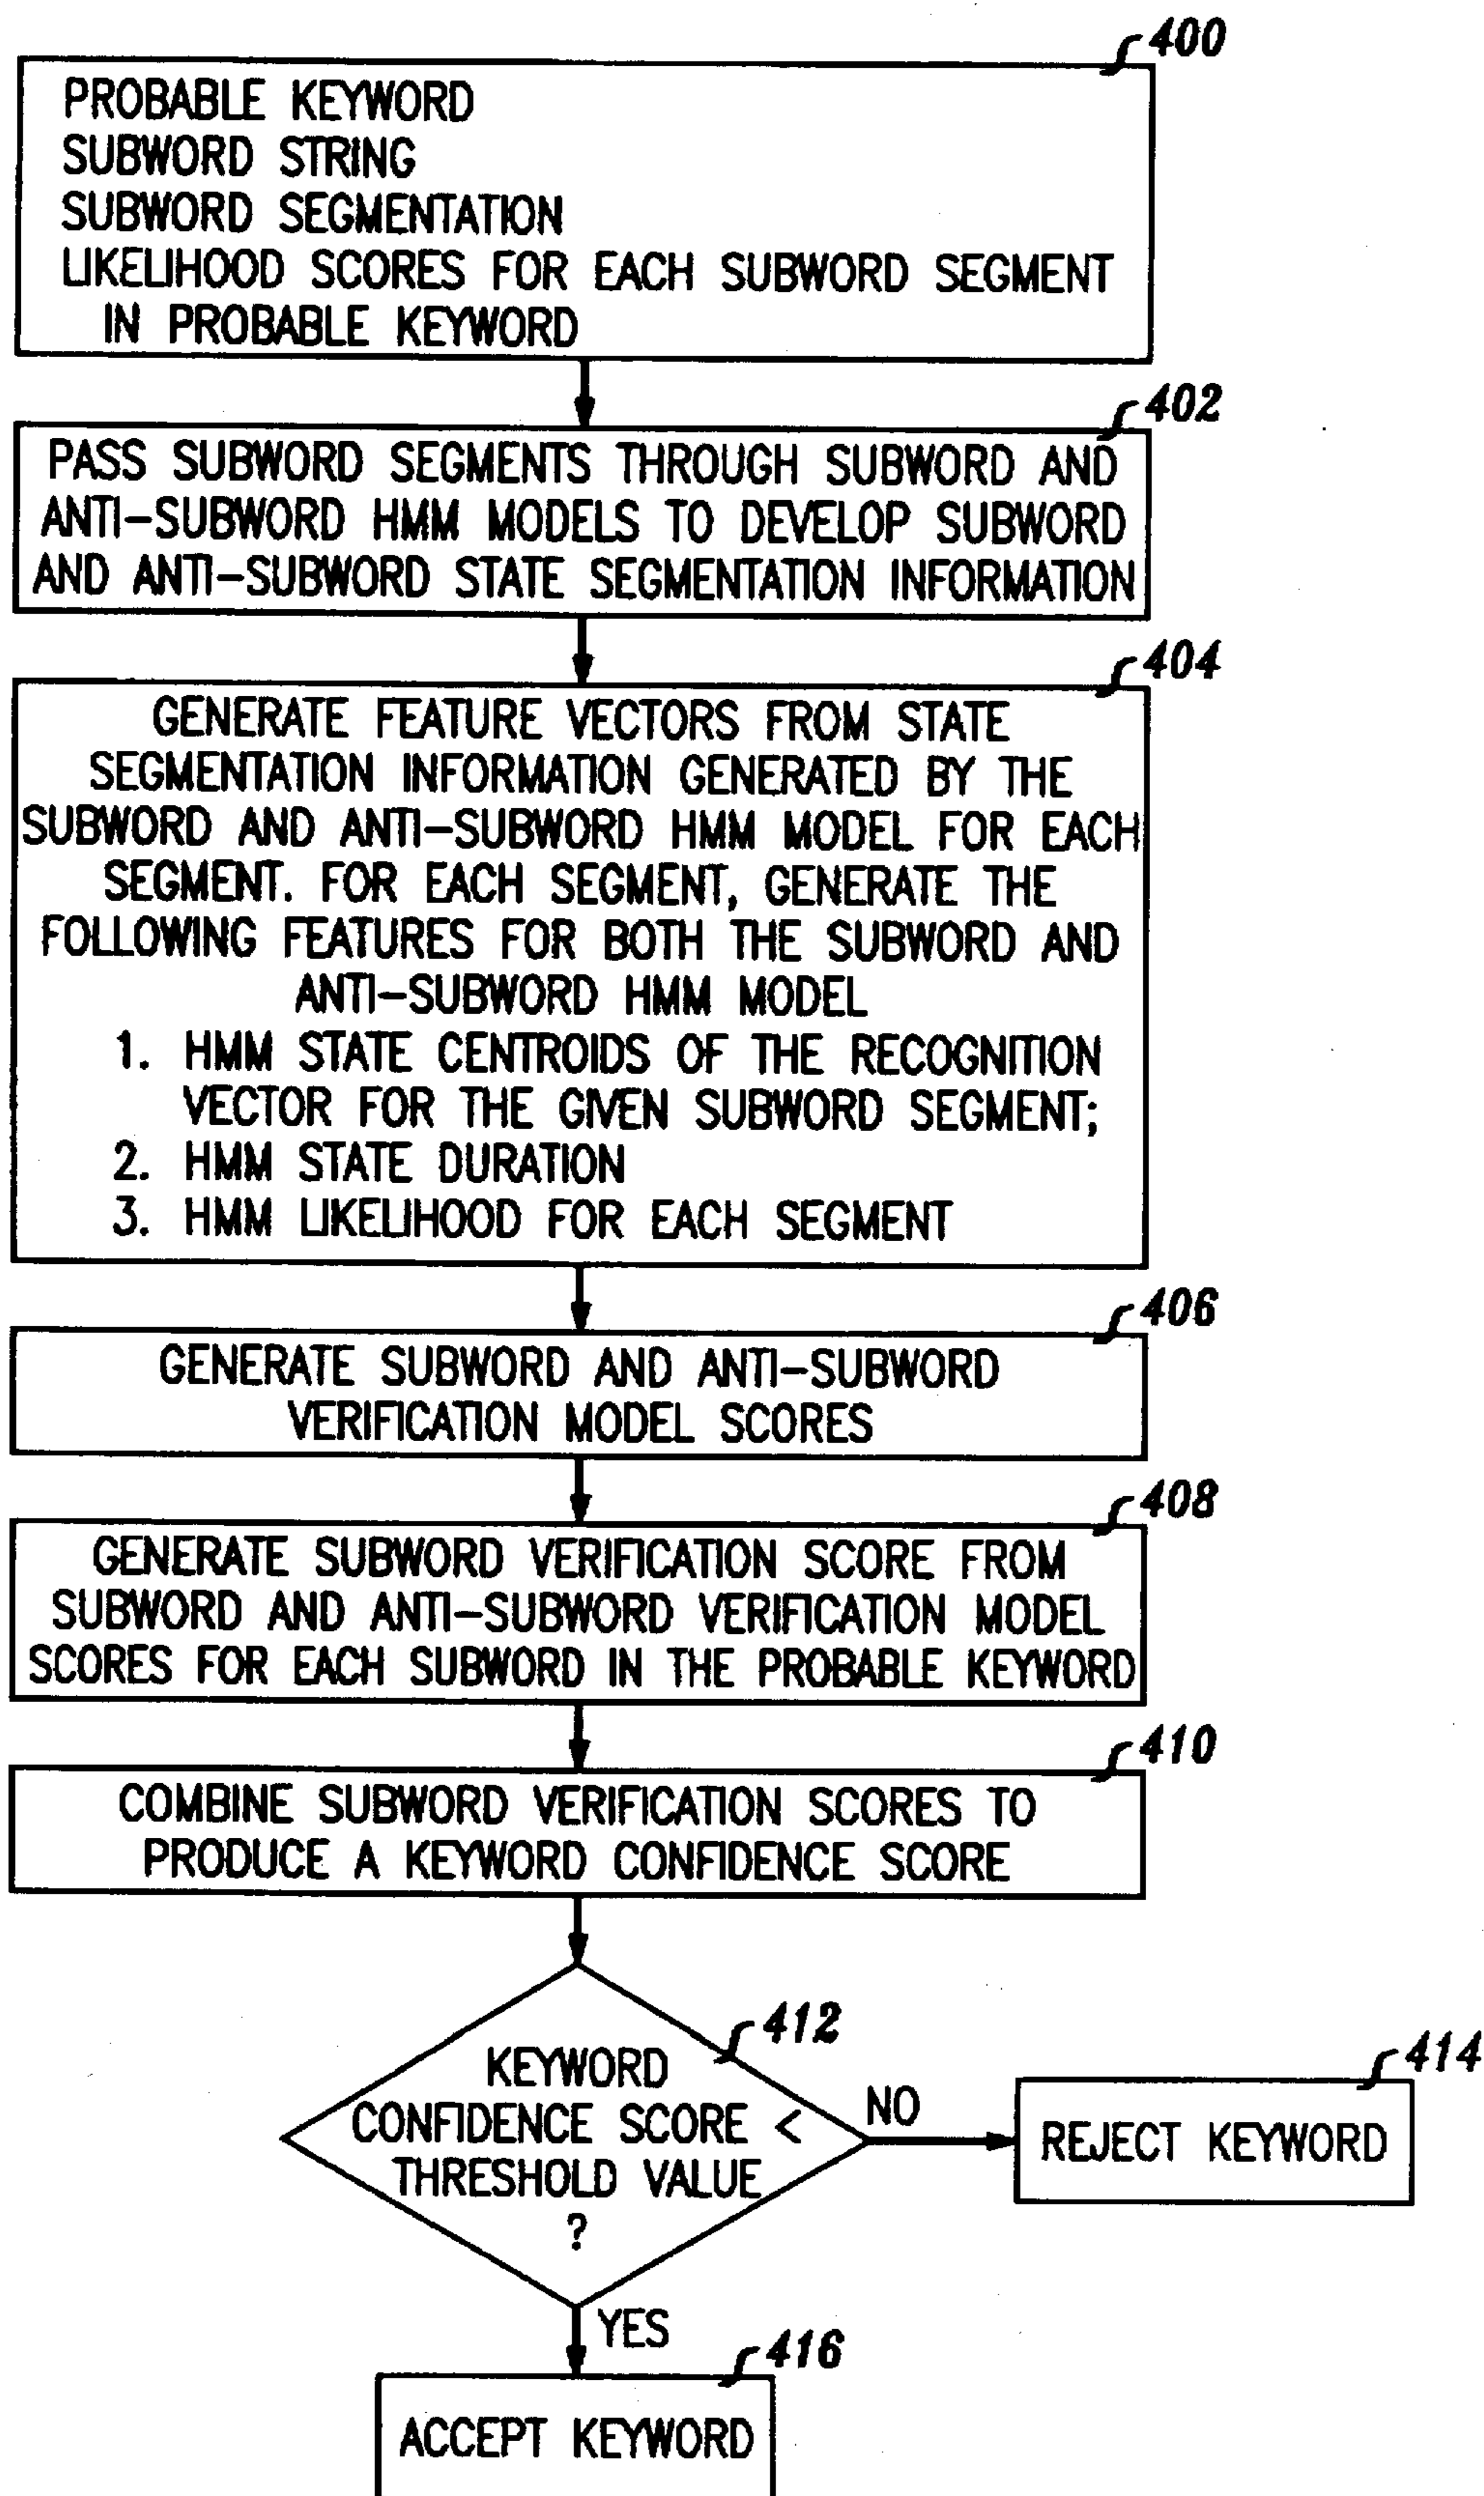 400
PROBABLE KEYWORD
SUBWORD STRING
SUBWORD SEGMENTATION
LIKELIHOOD SCORES FOR EACH SUBWORD SEGMENT
IN PROBABLE KEYWORD
402
PASS SUBWORD SEGMENTS THROUGH SUBWORD AND
ANTI-SUBWORD HMM MODELS TO DEVELOP SUBWORD
AND ANTI-SUBWORD STATE SEGMENTATION INFORMATION
404
GENERATE FEATURE VECTORS FROM STATE
SEGMENTATION INFORMATION GENERATED BY THE
SUBWORD AND ANTI-SUBWORD HMM MODEL FOR EACH
SEGMENT. FOR EACH SEGMENT, GENERATE THE
FOLLOWING FEATURES FOR BOTH THE SUBWORD AND
ANTI-SUBWORD HMM MODEL
1. HMM STATE CENTROIDS OF THE RECOGNITION
VECTOR FOR THE GIVEN SUBWORD SEGMENT;
2. HMM STATE DURATION
3. HMM LIKELIHOOD FOR EACH SEGMENT
406
GENERATE SUBWORD AND ANTI-SUBWORD
VERIFICATION MODEL SCORES
408
GENERATE SUBWORD VERIFICATION SCORE FROM
SUBWORD AND ANTI-SUBWORD VERIFICATION MODEL
SCORES FOR EACH SUBWORD IN THE PROBABLE KEYWORD
410
COMBINE SUBWORD VERIFICATION SCORES TO
PRODUCE A KEYWORD CONFIDENCE SCORE
412
KEYWORD
CONFIDENCE SCORE <
THRESHOLD VALUE
?
NO
414
REJECT KEYWORD
YES
416
ACCEPT KEYWORD